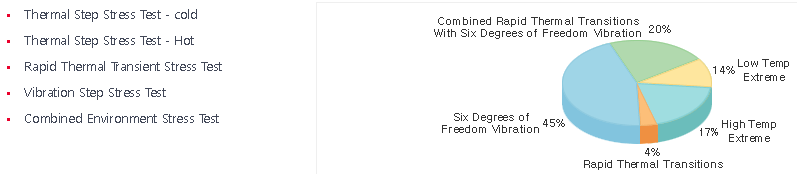 Thermal Step Stress Test - cold
Thermal Step Stress Test - Hot
Rapid Thermal Transient Stress Test
Vibration Step Stress Test
Combined Environment Stress Test
Combined Rapid Thermal Transitions
With Six Degrees of Freedom Vibration
20%
14%
Low Temp
Extreme
Six Degrees of
Freedom Vibration
45%
17%
High Temp
Extreme
4%
Rapid Thermal Transitions